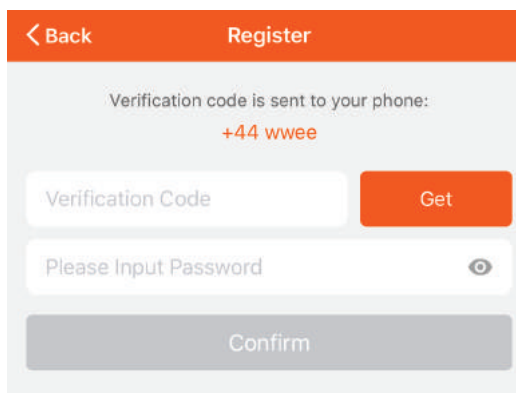 Back
Register
Verification code is sent to your phone:
+44 wwee
Verification Code
Get
Please Input Password
Confirm